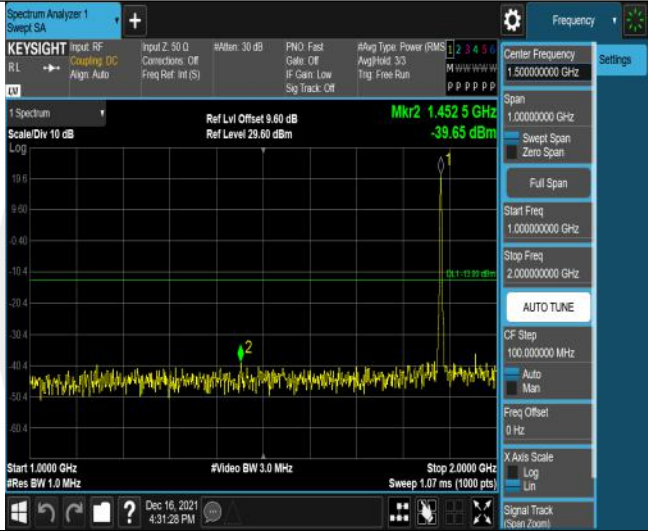 Spectrum Analyzer 1
Swept SA
+
Frequency
KEYSIGHT
RL
Input: RF
Coupling: DC
Align: Auto
Input Z: 50 Ω
Corrections: Off
Freq Ref: Int (S)
#Atten: 30 dB
PNO: Fast
Gate: Off
IF Gain: Low
Sig Track: Off
#Avg Type: Power (RMS
Avg|Hold: 3/3
Trig: Free Run
1 2 3 4 5 6
M W W W W W
P P P P P P
LV
1 Spectrum
Scale/Div 10 dB
Ref Lvl Offset 9.60 dB
Ref Level 29.60 dBm
Mkr2 1.452 5 GHz
-39.65 dBm
Log
19.6
9.60
-0.40
-10.4
-20.4
-30.4
-40.4
-50.4
-60.4
1
2
DL1 -13.00 dBm
Start 1.0000 GHz
#Res BW 1.0 MHz
#Video BW 3.0 MHz
Stop 2.0000 GHz
Sweep 1.07 ms (1000 pts)
Center Frequency
1.500000000 GHz
Settings
Span
1.00000000 GHz
Swept Span
Zero Span
Full Span
Start Freq
1.000000000 GHz
Stop Freq
2.000000000 GHz
AUTO TUNE
CF Step
100.000000 MHz
Auto
Man
Freq Offset
0 Hz
X Axis Scale
Log
Lin
Signal Track
(Span Zoom)
?
Dec 16, 2021
4:31:28 PM